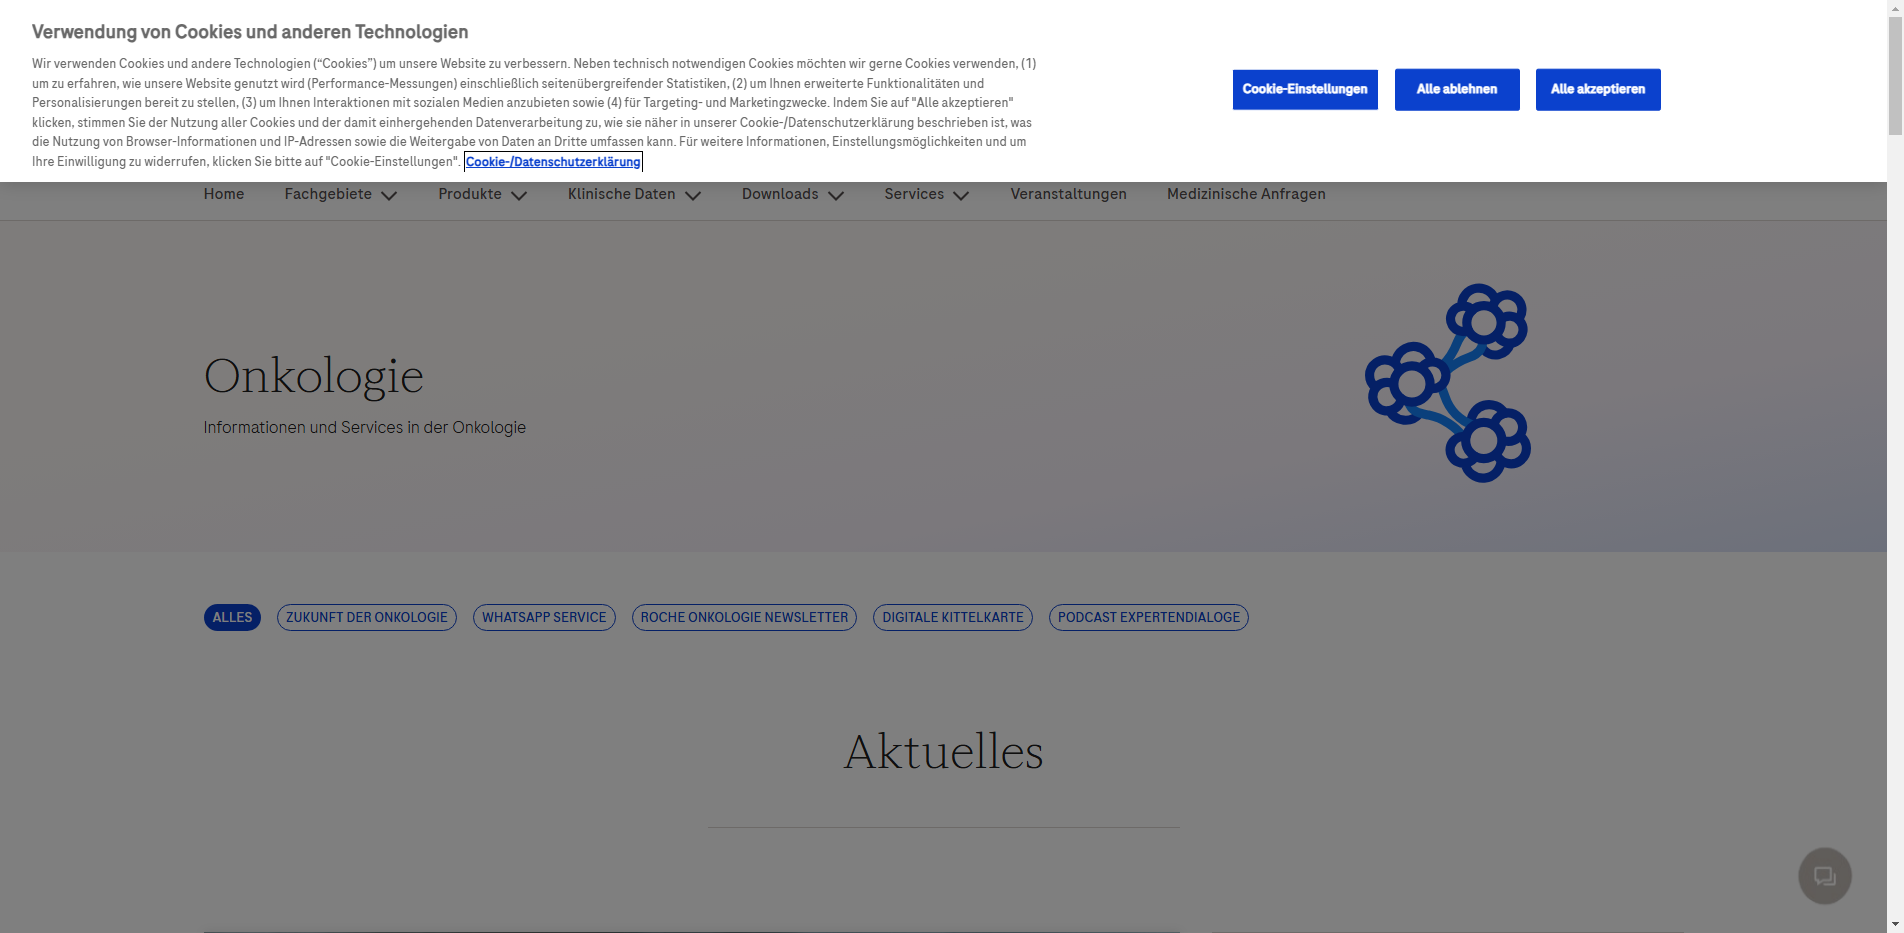 Verwendung von Cookies und anderen Technologien
Wir verwenden Cookies und andere Technologien (“Cookies”) um unsere Website zu verbessern. Neben technisch notwendigen Cookies möchten wir gerne Cookies verwenden, (1)
um zu erfahren, wie unsere Website genutzt wird (Performance-Messungen) einschließlich seitenübergreifender Statistiken, (2) um Ihnen erweiterte Funktionalitäten und
Personalisierungen bereit zu stellen, (3) um Ihnen Interaktionen mit sozialen Medien anzubieten sowie (4) für Targeting- und Marketingzwecke. Indem Sie auf "Alle akzeptieren"
klicken, stimmen Sie der Nutzung aller Cookies und der damit einhergehenden Datenverarbeitung zu, wie sie näher in unserer Cookie-/Datenschutzerklärung beschrieben ist, was
die Nutzung von Browser-Informationen und IP-Adressen sowie die Weitergabe von Daten an Dritte umfassen kann. Für weitere Informationen, Einstellungsmöglichkeiten und um
Ihre Einwilligung zu widerrufen, klicken Sie bitte auf "Cookie-Einstellungen". Cookie-/Datenschutzerklärung
Cookie-Einstellungen Alle ablehnen Alle akzeptieren
Home Fachgebiete Produkte Klinische Daten Downloads Services Veranstaltungen Medizinische Anfragen
Onkologie
Informationen und Services in der Onkologie
ALLES ZUKUNFT DER ONKOLOGIE WHATSAPP SERVICE ROCHE ONKOLOGIE NEWSLETTER DIGITALE KITTELKARTE PODCAST EXPERTENDIALOGE
Aktuelles